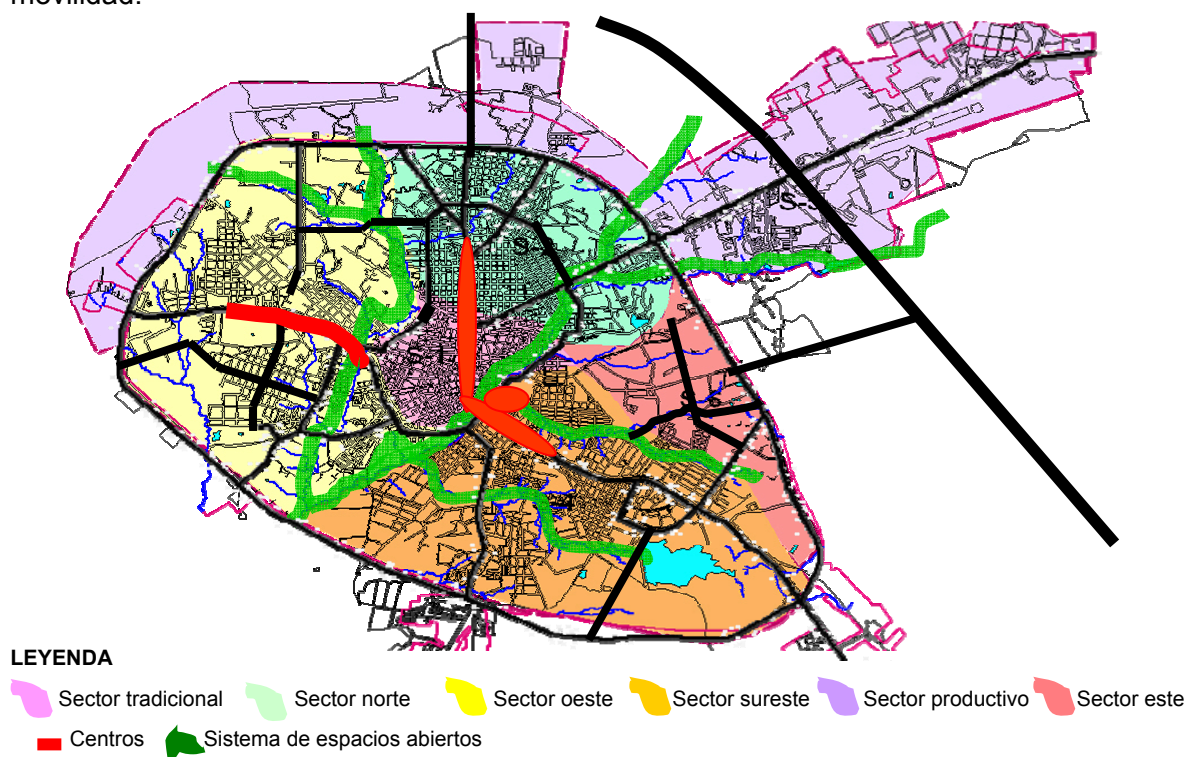 movilidad.
S-3
S-1
LEYENDA
Sector tradicional Sector norte Sector oeste Sector sureste Sector productivo Sector este
Centros Sistema de espacios abiertos